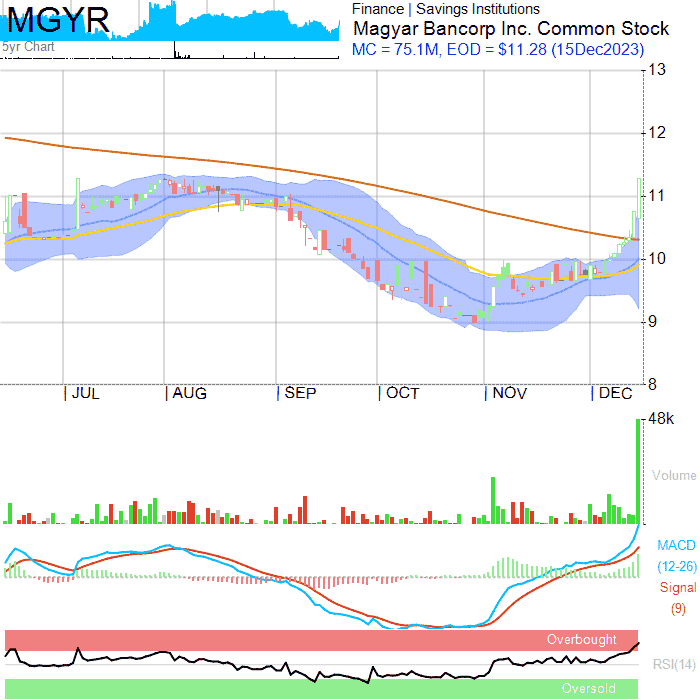 MGYR
Finance | Savings Institutions
Magyar Bancorp Inc. Common Stock
MC = 75.1M, EOD = $11.28 (15Dec2023)
5yr Chart
13
12
11
10
9
8
JUL AUG SEP OCT NOV DEC
48k
Volume
MACD
(12-26)
Signal
(9)
Overbought
RSI(14)
Oversold